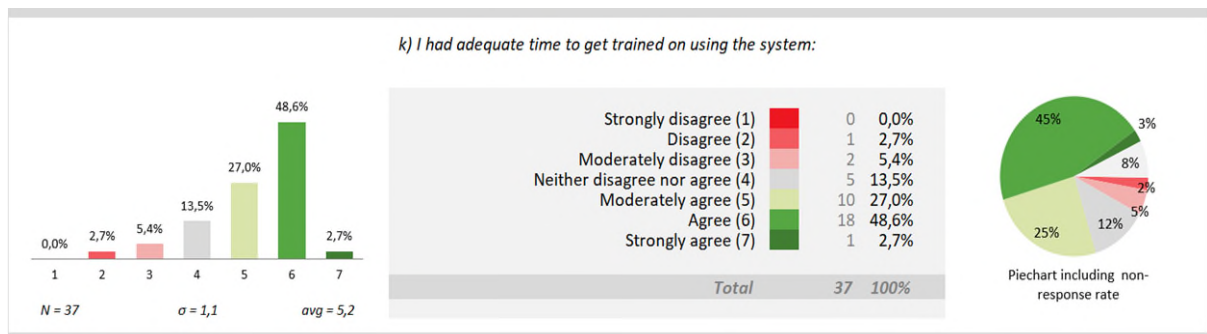 k) I had adequate time to get trained on using the system:
48,6%
27,0%
13,5%
5,4%
2,7%
0,0%
2,7%
1 2 3 4 5 6 7
N = 37 σ = 1,1 avg = 5,2
Strongly disagree (1) 0 0,0%
Disagree (2) 1 2,7%
Moderately disagree (3) 2 5,4%
Neither disagree nor agree (4) 5 13,5%
Moderately agree (5) 10 27,0%
Agree (6) 18 48,6%
Strongly agree (7) 1 2,7%
Total 37 100%
45%
3%
8%
2%
5%
12%
25%
Piechart including non-
response rate